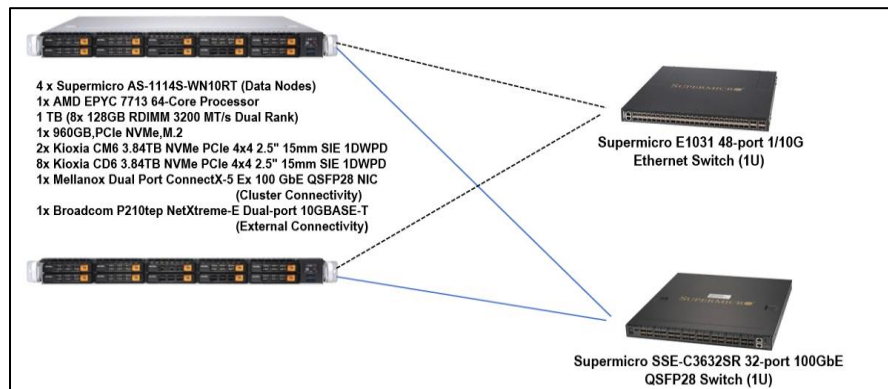 4 x Supermicro AS-1114S-WN10RT (Data Nodes)
1x AMD EPYC 7713 64-Core Processor
1 TB (8x 128GB RDIMM 3200 MT/s Dual Rank)
1x 960GB,PCIe NVMe,M.2
2x Kioxia CM6 3.84TB NVMe PCIe 4x4 2.5" 15mm SIE 1DWPD
8x Kioxia CD6 3.84TB NVMe PCIe 4x4 2.5" 15mm SIE 1DWPD
1x Mellanox Dual Port ConnectX-5 Ex 100 GbE QSFP28 NIC
(Cluster Connectivity)
1x Broadcom P210tep NetXtreme-E Dual-port 10GBASE-T
(External Connectivity)
SUPERMICRO
Supermicro E1031 48-port 1/10G
Ethernet Switch (1U)
SUPERMICRO
Supermicro SSE-C3632SR 32-port 100GbE
QSFP28 Switch (1U)